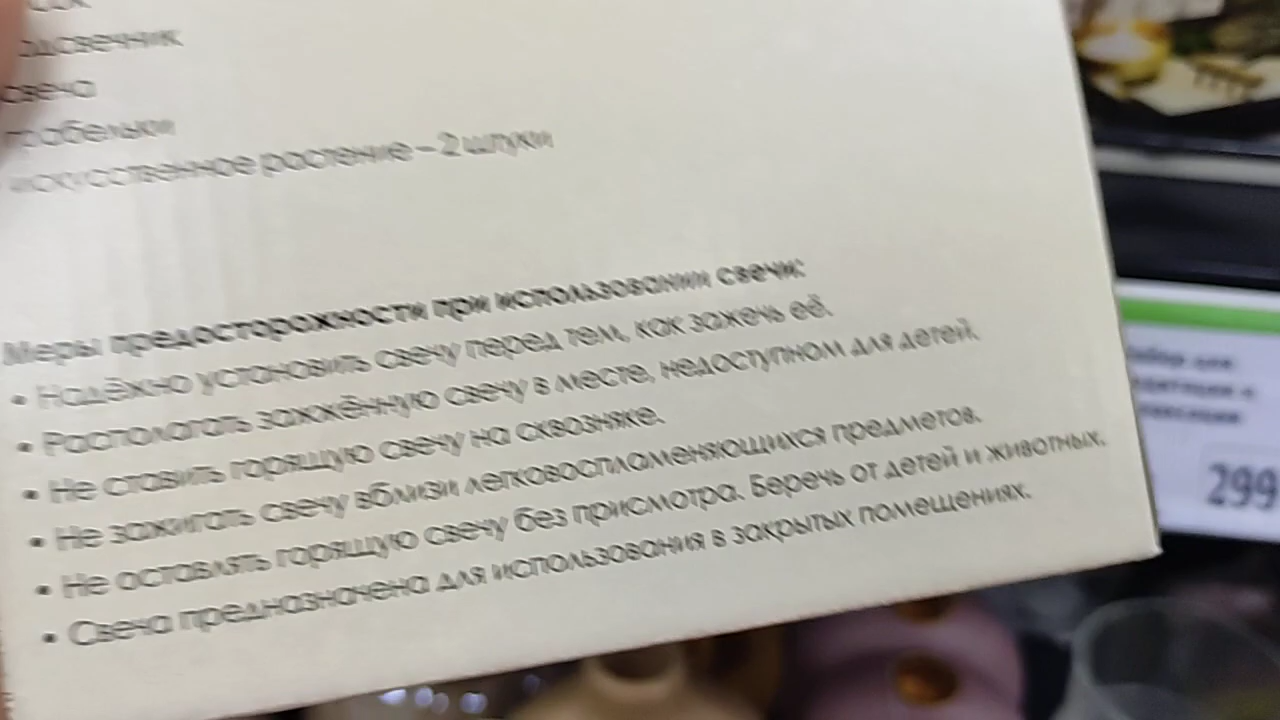 свеча
искусственное растение – 2 штуки
Меры предосторожности при использовании свечи:
• Надёжно установить свечу перед тем, как зажечь её.
• Располагать зажжённую свечу в месте, недоступном для детей.
• Не ставить горящую свечу на сквозняке.
• Не зажигать свечу вблизи легковоспламеняющихся предметов.
• Не оставлять горящую свечу без присмотра. Беречь от детей и животных.
• Свеча предназначена для использования в закрытых помещениях.
299